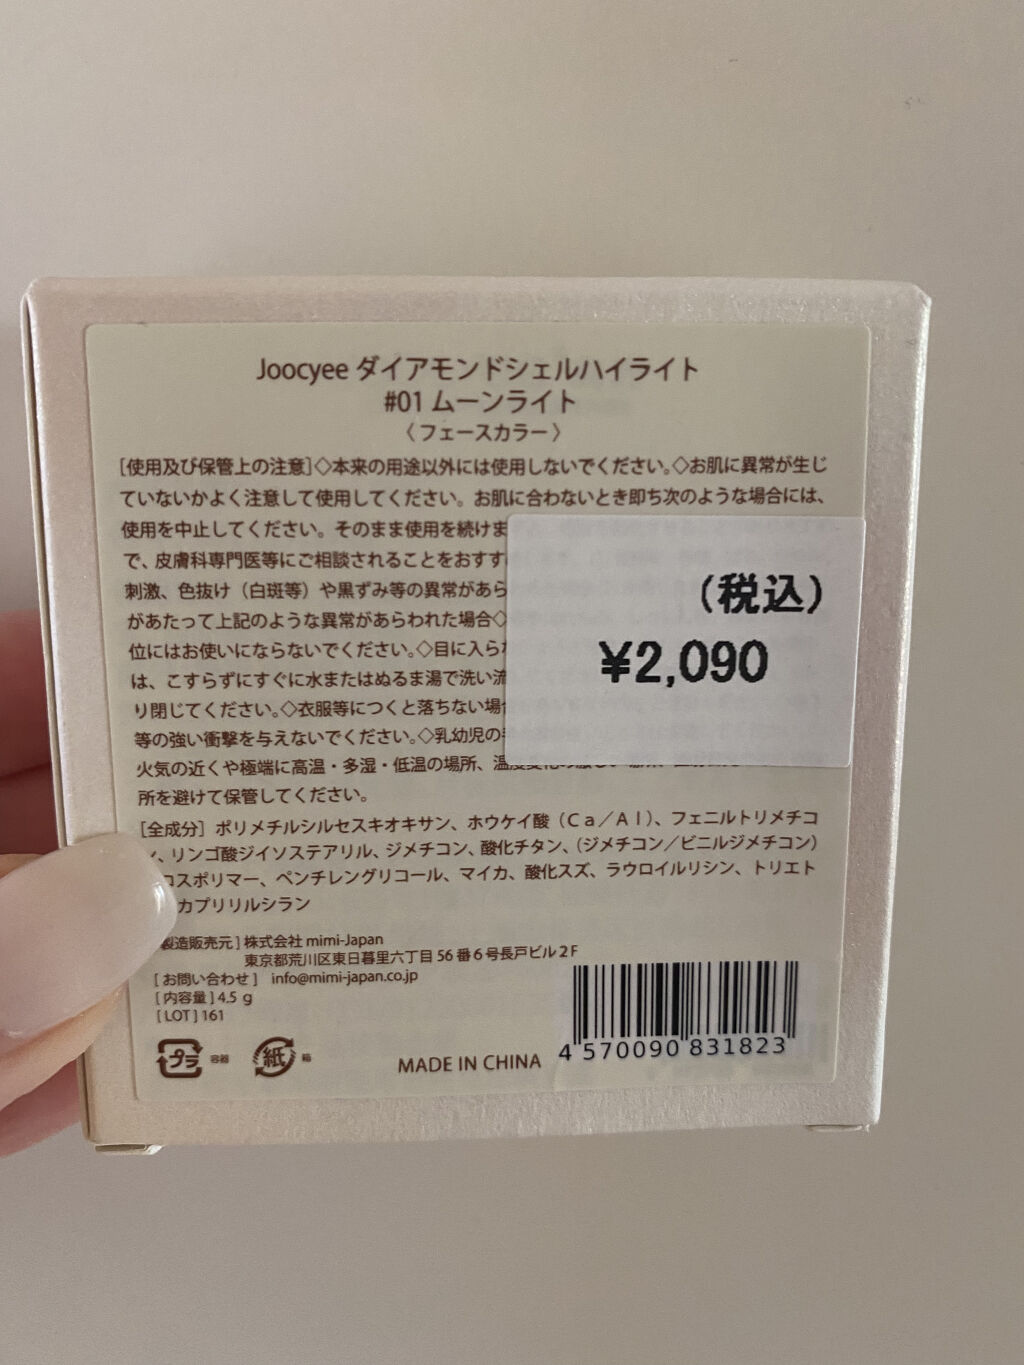 Joocyee ダイアモンドシェルハイライト
#01 ムーンライト
〈フェースカラー〉
[使用及び保管上の注意]◇本来の用途以外には使用しないでください。◇お肌に異常が生じ
ていないかよく注意して使用してください。お肌に合わないとき即ち次のような場合には、
使用を中止してください。そのまま使用を続けま
で、皮膚科専門医等にご相談されることをおすす
刺激、色抜け（白斑等）や黒ずみ等の異常があら
があたって上記のような異常があらわれた場合◇
位にはお使いにならないでください。◇目に入ら
は、こすらずにすぐに水またはぬるま湯で洗い流
り閉じてください。◇衣服等につくと落ちない場
等の強い衝撃を与えないでください。◇乳幼児の
火気の近くや極端に高温・多湿・低温の場所、
所を避けて保管してください。
（税込）
¥2,090
[全成分] ポリメチルシルセスキオキサン、ホウケイ酸（Ca／Al）、フェニルトリメチコ
ン、リンゴ酸ジイソステアリル、ジメチコン、酸化チタン、（ジメチコン／ビニルジメチコン）
コスポリマー、ペンチレングリコール、マイカ、酸化スズ、ラウロイルリシン、トリエト
カプリリルシラン
製造販売元] 株式会社 mimi-Japan
東京都荒川区東日暮里六丁目 56 番 6 号長戸ビル 2F
[お問い合わせ] info@mimi-japan.co.jp
[内容量] 4.5 g
[LOT] 161
プラ 容器 紙 箱
MADE IN CHINA
4 570090 831823